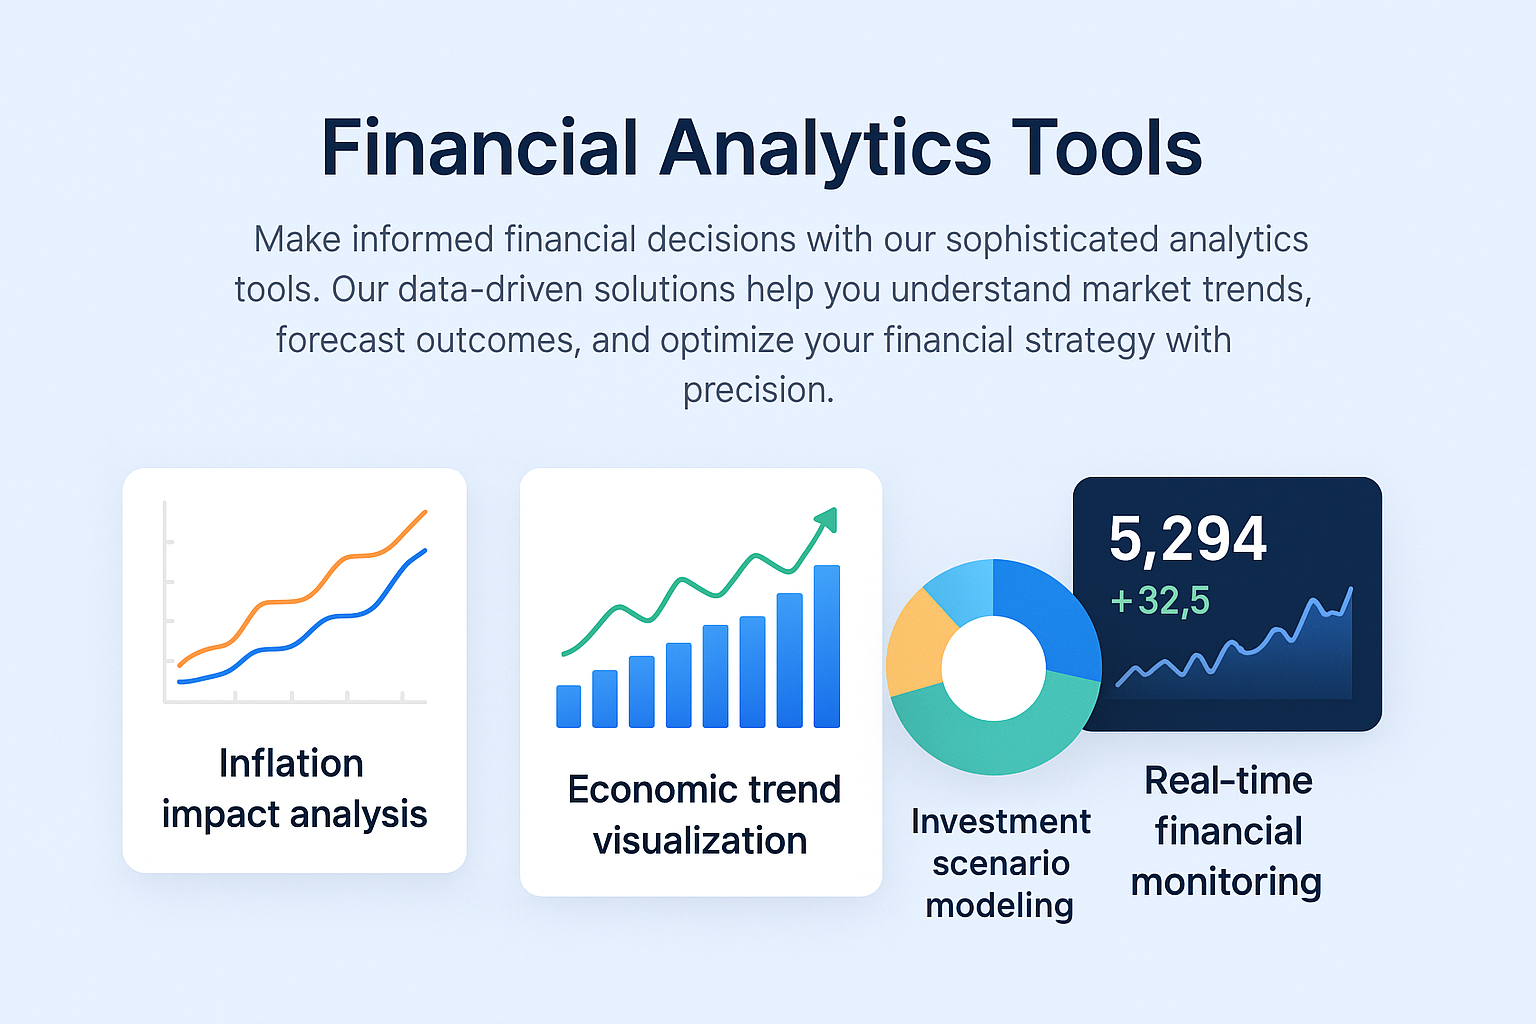 Financial Analytics Tools
Make informed financial decisions with our sophisticated analytics
tools. Our data-driven solutions help you understand market trends,
forecast outcomes, and optimize your financial strategy with
precision.
Inflation
impact analysis
Economic trend
visualization
Investment
scenario
modeling
5,294
+32,5
Real-time
financial
monitoring